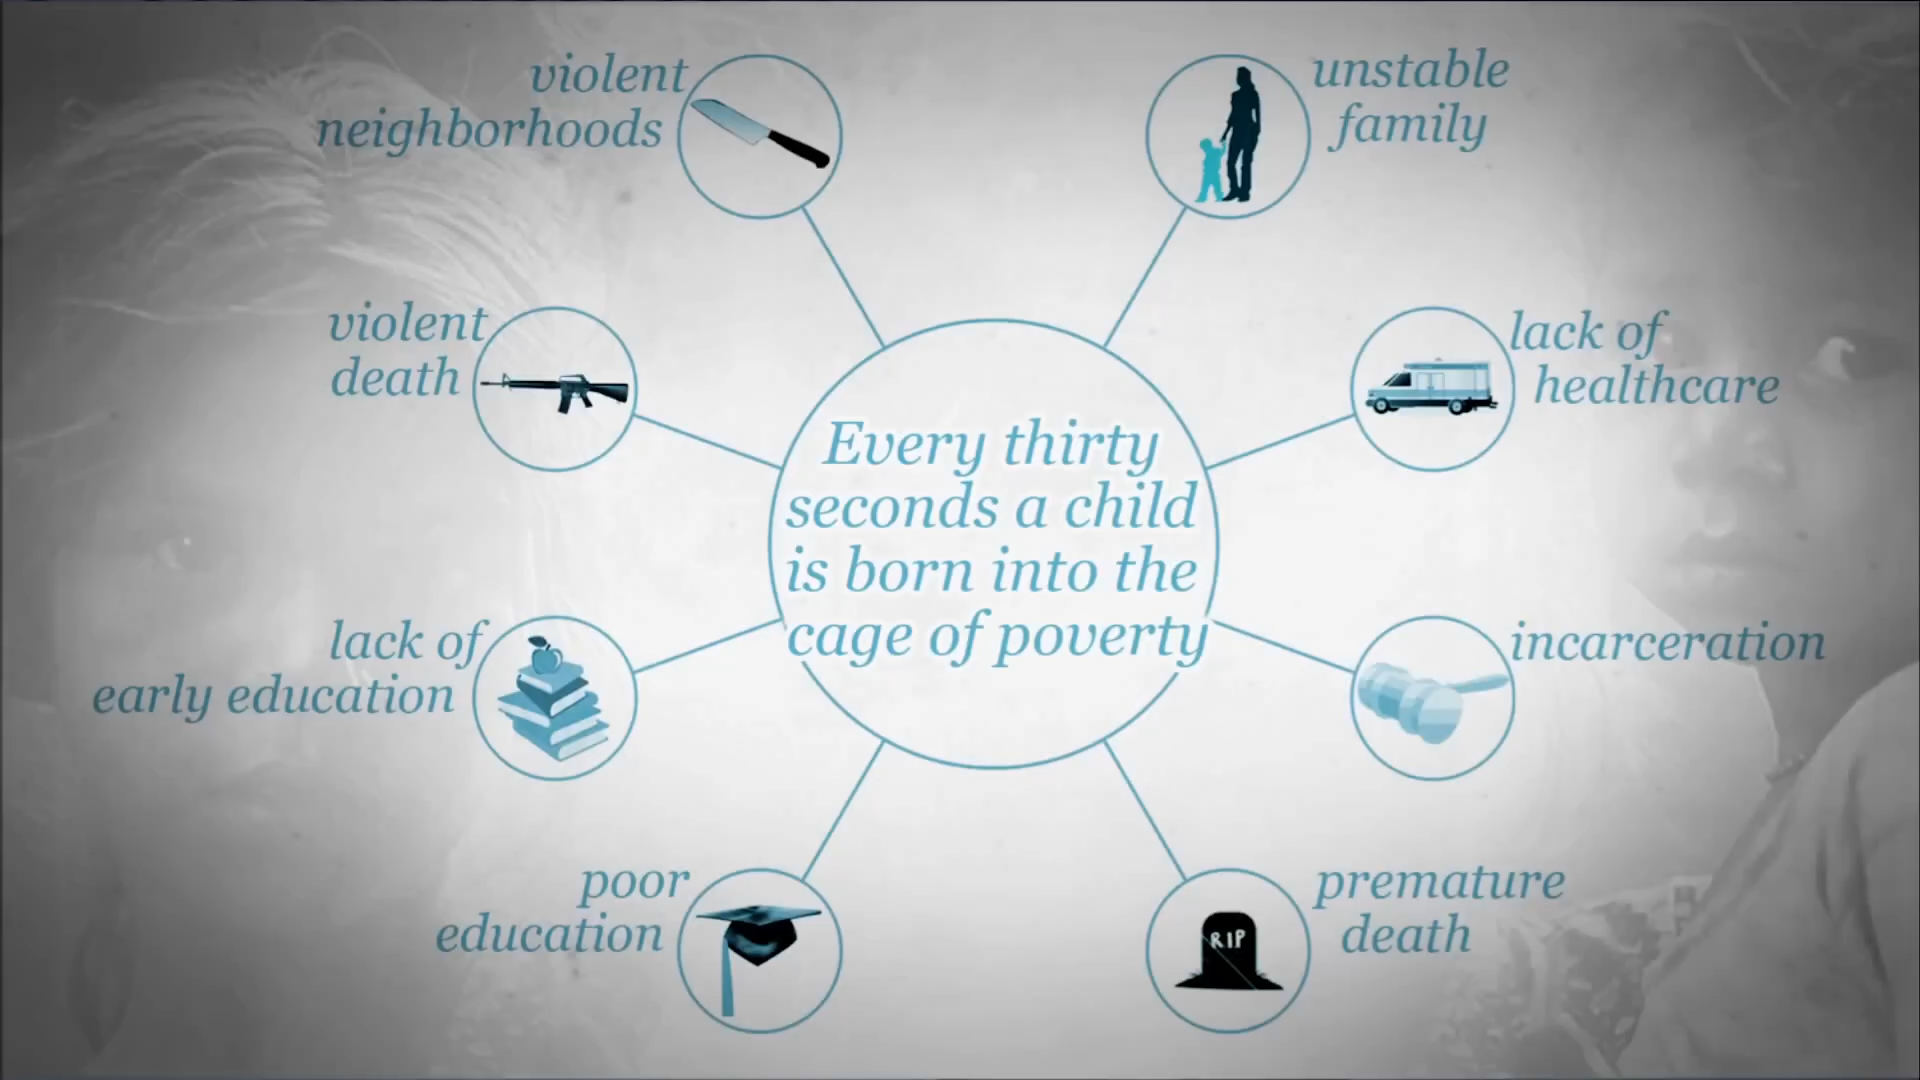 violent
neighborhoods
unstable
family
violent
death
lack of
healthcare
Every thirty
seconds a child
is born into the
cage of poverty
lack of
early education
incarceration
poor
education
premature
death
RIP